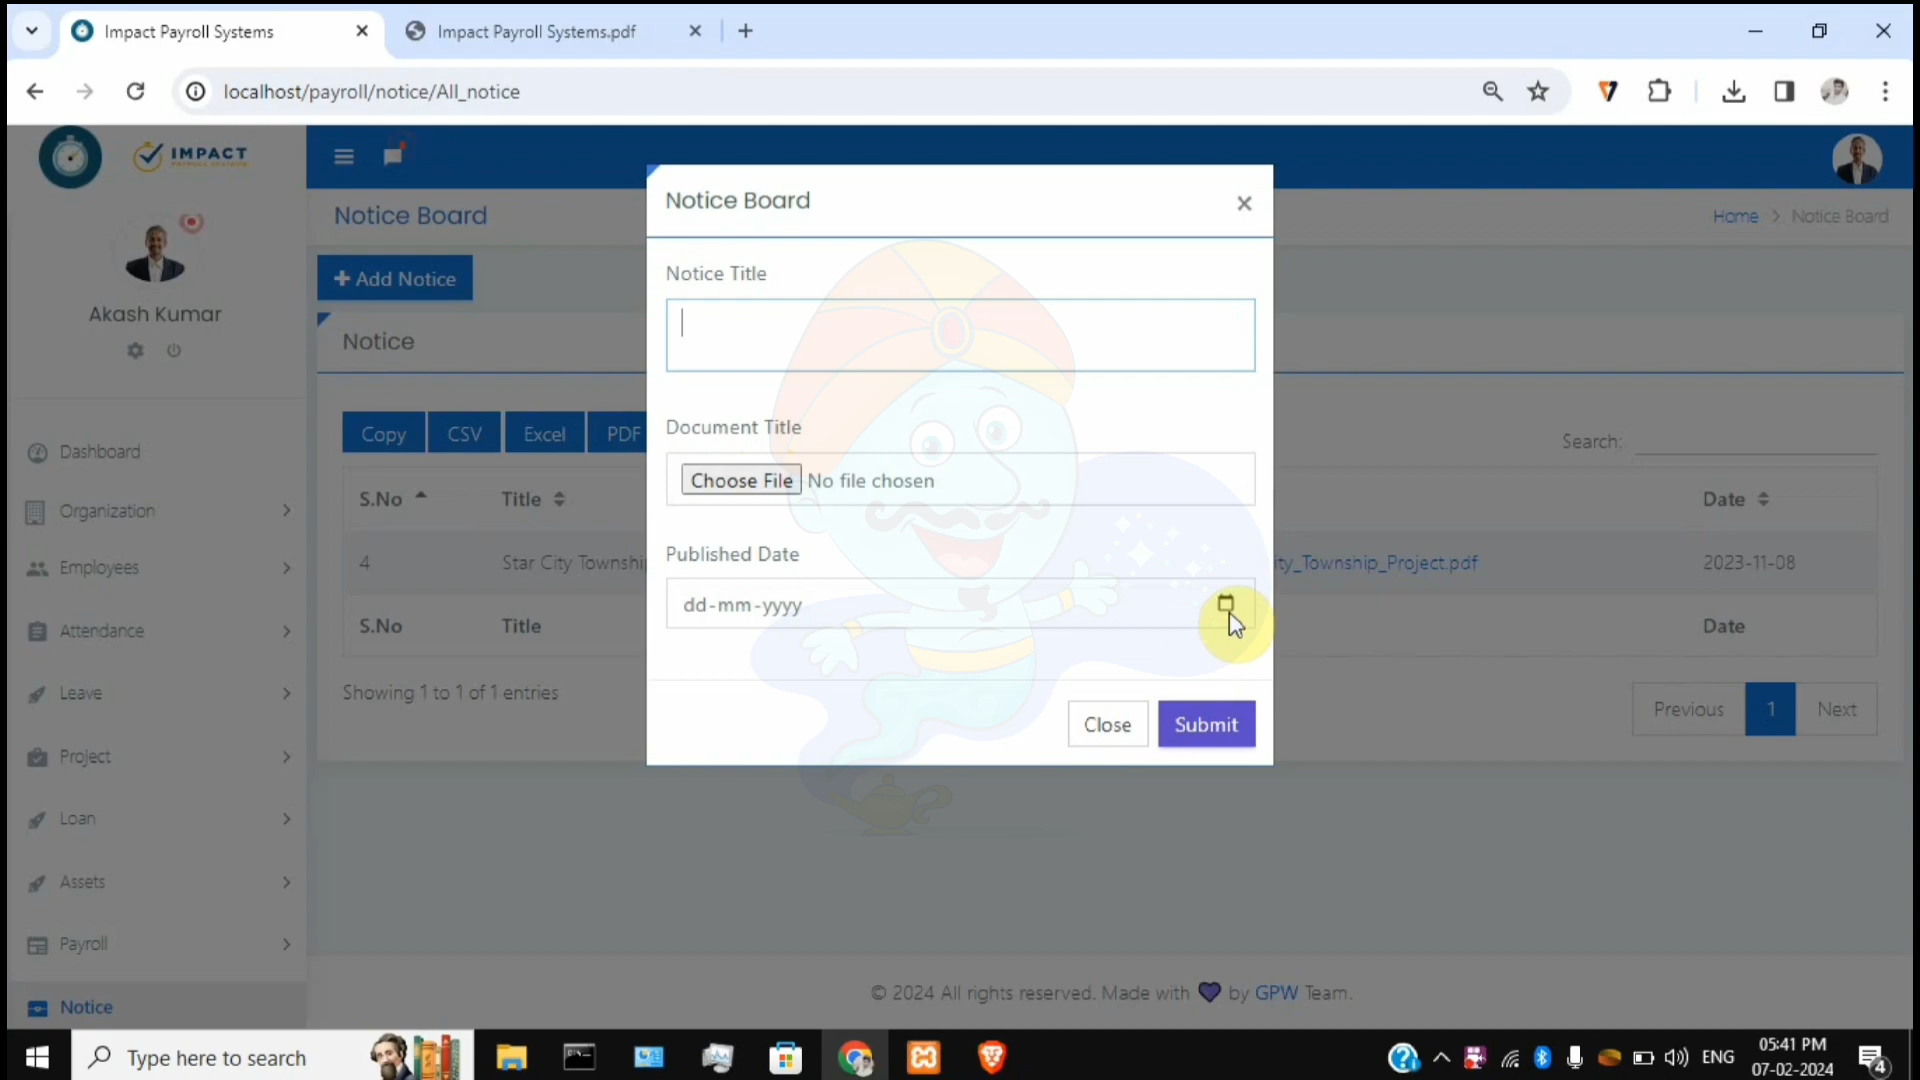 Impact Payroll Systems
Impact Payroll Systems.pdf
localhost/payroll/notice/All_notice
IMPACT
Notice Board
Home > Notice Board
+ Add Notice
Akash Kumar
Notice
Copy
CSV
Excel
PDF
Search:
S.No
Title
Date
4
Star City Townshi
ity_Township_Project.pdf
2023-11-08
S.No
Title
Date
Showing 1 to 1 of 1 entries
Previous
1
Next
Dashboard
Organization
Employees
Attendance
Leave
Project
Loan
Assets
Payroll
Notice
Notice Board
×
Notice Title
Document Title
Choose File No file chosen
Published Date
dd-mm-yyyy
Close
Submit
© 2024 All rights reserved. Made with 💜 by GPW Team.
Type here to search
ENG
05:41 PM
07-02-2024
4